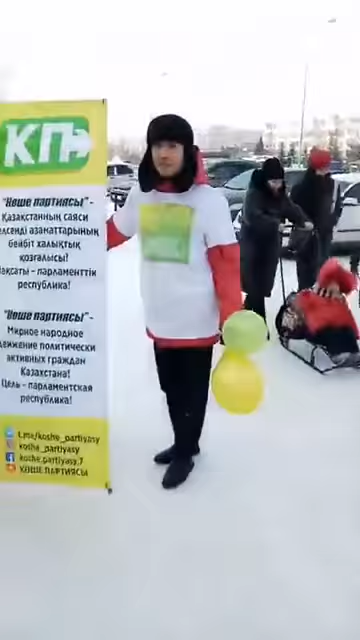 КП
"Көше партиясы" -
Қазақстанның саяси
белсенді азаматтарының
бейбіт халықтық
қозғалысы!
Мақсаты - парламенттік
республика!
"Көше партиясы" -
Мирное народное
движение политически
активных граждан
Казахстана!
Цель - парламентская
республика!
t.me/koshe_partiyasy
koshe_partiyasy
koshe.partiyasy.7
КӨШЕ ПАРТИЯСЫ